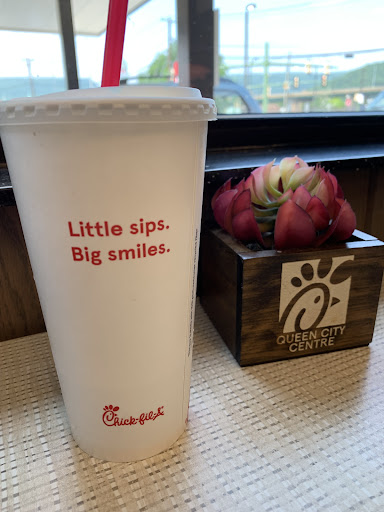 Little sips.
Big smiles.
Chick-fil-A
QUEEN CITY
CENTRE